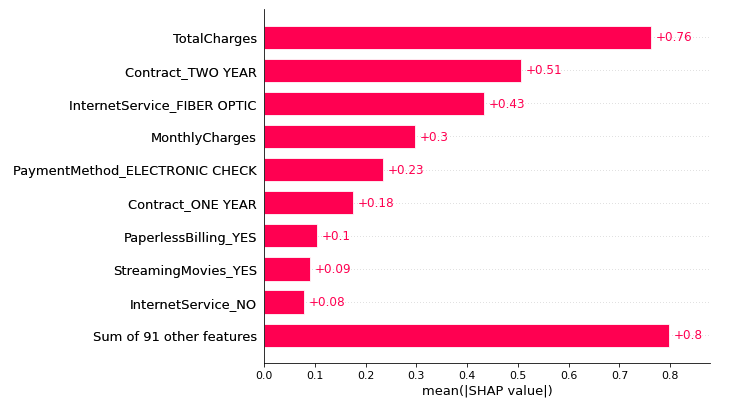 TotalCharges +0.76
Contract_TWO YEAR +0.51
InternetService_FIBER OPTIC +0.43
MonthlyCharges +0.3
PaymentMethod_ELECTRONIC CHECK +0.23
Contract_ONE YEAR +0.18
PaperlessBilling_YES +0.1
StreamingMovies_YES +0.09
InternetService_NO +0.08
Sum of 91 other features +0.8
0.0 0.1 0.2 0.3 0.4 0.5 0.6 0.7 0.8
mean(|SHAP value|)